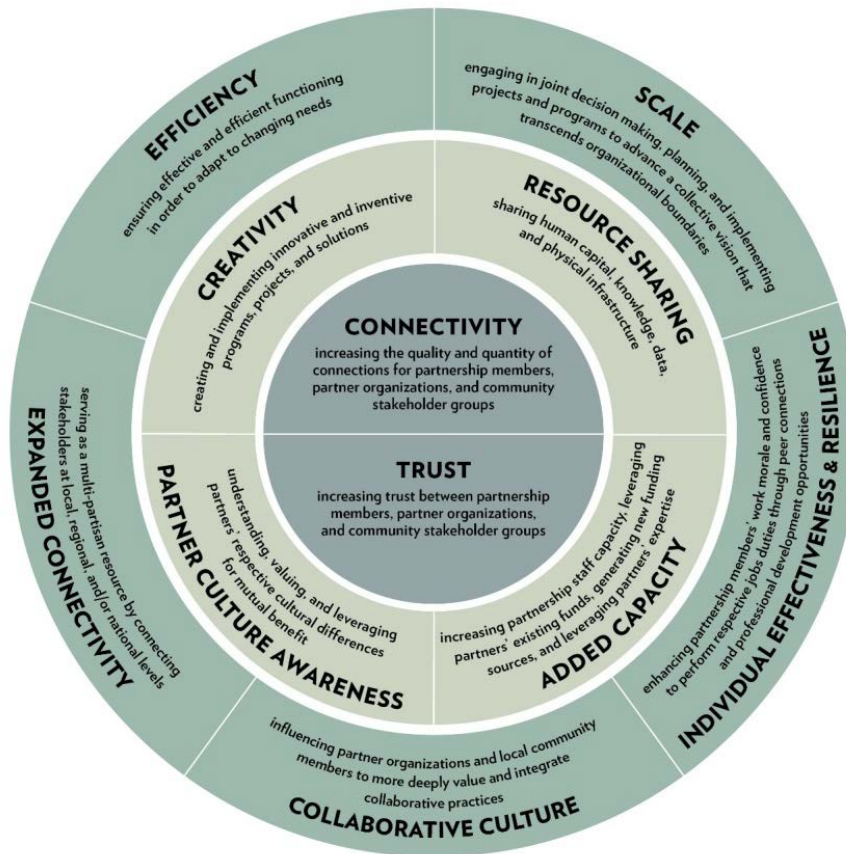 EFFICIENCY
ensuring effective and efficient functioning
in order to adapt to changing needs
SCALE
engaging in joint decision making, planning, and implementing
projects and programs to advance a collective vision that
transcends organizational boundaries
CREATIVITY
creating and implementing innovative and inventive
programs, projects, and solutions
RESOURCE SHARING
sharing human capital, knowledge, data,
and physical infrastructure
CONNECTIVITY
increasing the quality and quantity of
connections for partnership members,
partner organizations, and community
stakeholder groups
TRUST
increasing trust between partnership
members, partner organizations,
and community stakeholder groups
EXPANDED CONNECTIVITY
serving as a multi-partisan resource by connecting
stakeholders at local, regional, and/or national levels
PARTNER CULTURE AWARENESS
understanding, valuing, and leveraging
partners' respective cultural differences
for mutual benefit
increasing partnership staff capacity, leveraging
partners' existing funds, generating new funding
sources, and leveraging partners' expertise
ADDED CAPACITY
enhancing partnership members' work morale and confidence
to perform respective jobs duties through peer connections
and professional development opportunities
INDIVIDUAL EFFECTIVENESS & RESILIENCE
influencing partner organizations and local community
members to more deeply value and integrate
collaborative practices
COLLABORATIVE CULTURE